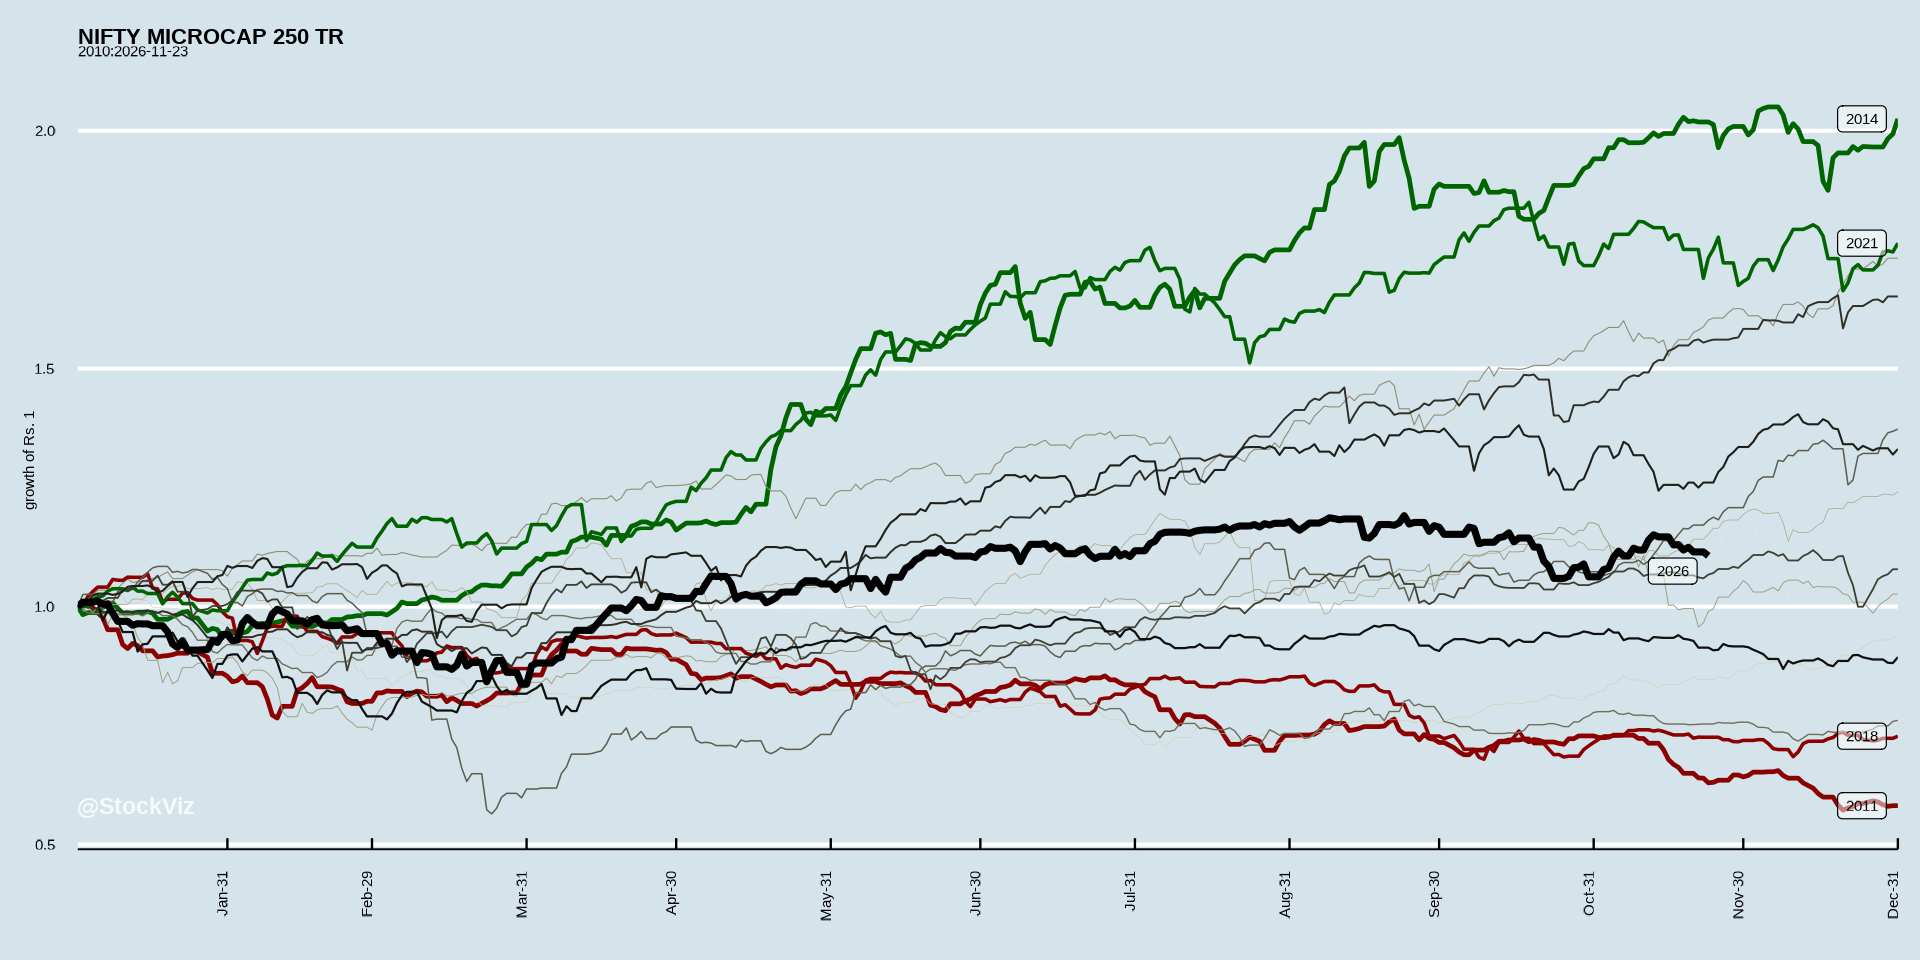 NIFTY MICROCAP 250 TR
2010:2026-11-23
2.0
1.5
1.0
0.5
growth of Rs. 1
2014
2021
2026
2018
2011
@StockViz
Jan-31
Feb-29
Mar-31
Apr-30
May-31
Jun-30
Jul-31
Aug-31
Sep-30
Oct-31
Nov-30
Dec-31